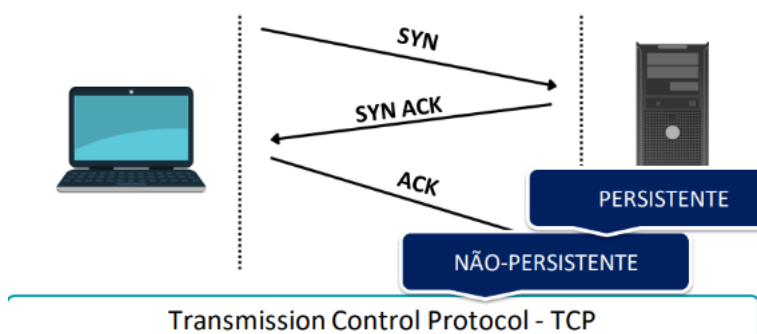 SYN
SYN ACK
ACK
PERSISTENTE
NÃO-PERSISTENTE
Transmission Control Protocol - TCP